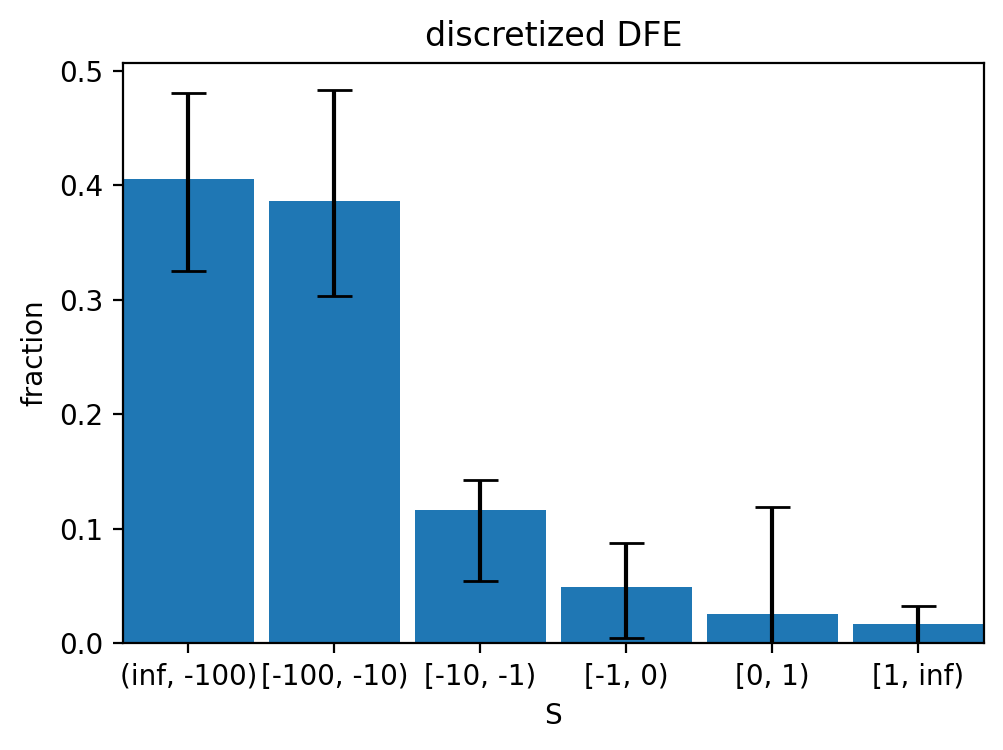 discretized DFE
0.5
0.4
0.3
0.2
0.1
0.0
fraction
(inf, -100) [-100, -10) [-10, -1) [-1, 0) [0, 1) [1, inf)
S